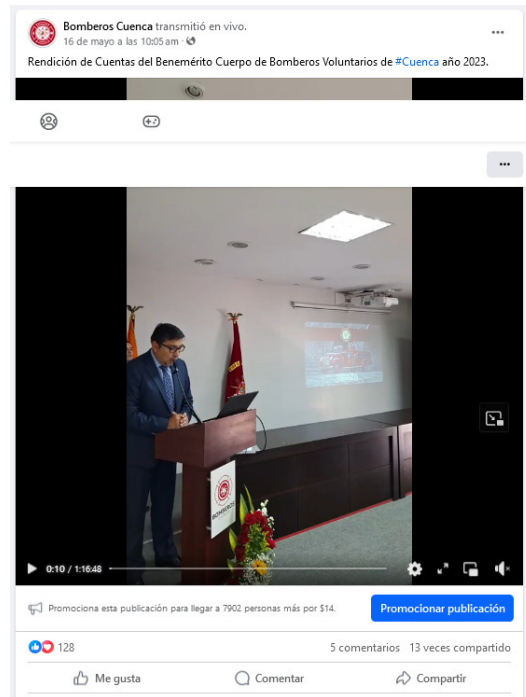 Bomberos Cuenca transmitió en vivo.
16 de mayo a las 10:05 am ·
Rendición de Cuentas del Benemérito Cuerpo de Bomberos Voluntarios de #Cuenca año 2023.
BOMBEROS
0:10 / 1:16:48
Promociona esta publicación para llegar a 7902 personas más por $14.
Promocionar publicación
128
5 comentarios 13 veces compartido
Me gusta
Comentar
Compartir